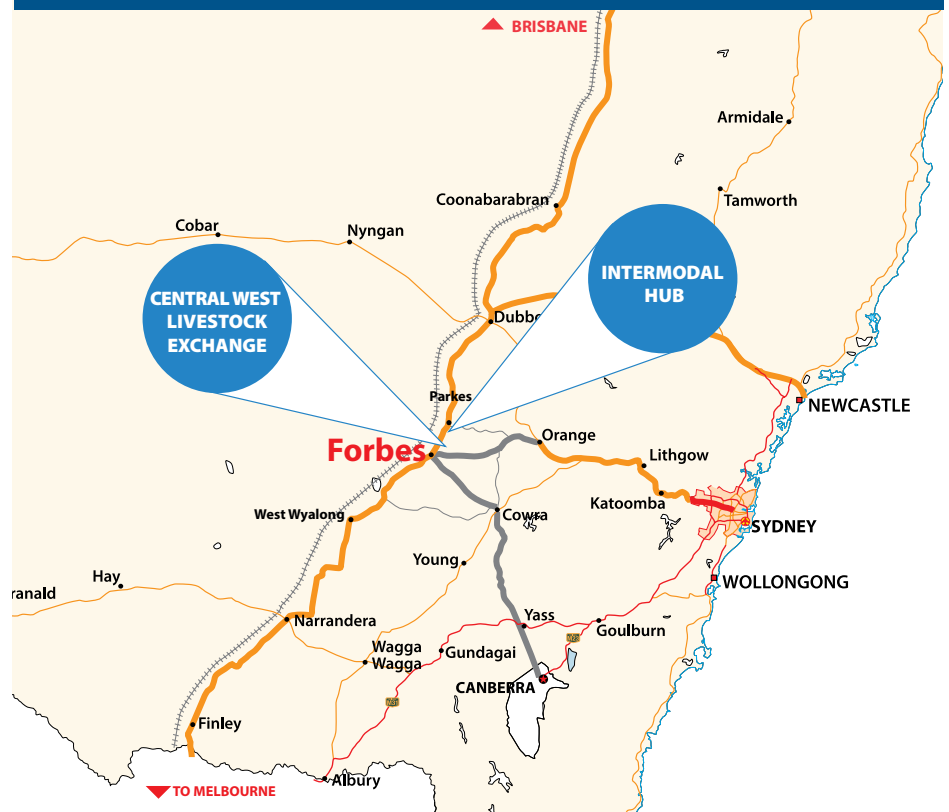 BRISBANE
Armidale
Tamworth
Coonabarabran
Cobar
Nyngan
CENTRAL WEST
LIVESTOCK
EXCHANGE
INTERMODAL
HUB
Dubbo
Parkes
NEWCASTLE
Forbes
Orange
Lithgow
Katoomba
SYDNEY
West Wyalong
Cowra
Young
Hay
ranald
WOLLONGONG
Narrandera
Yass
Goulburn
Wagga
Wagga
Gundagai
CANBERRA
Finley
Albury
TO MELBOURNE